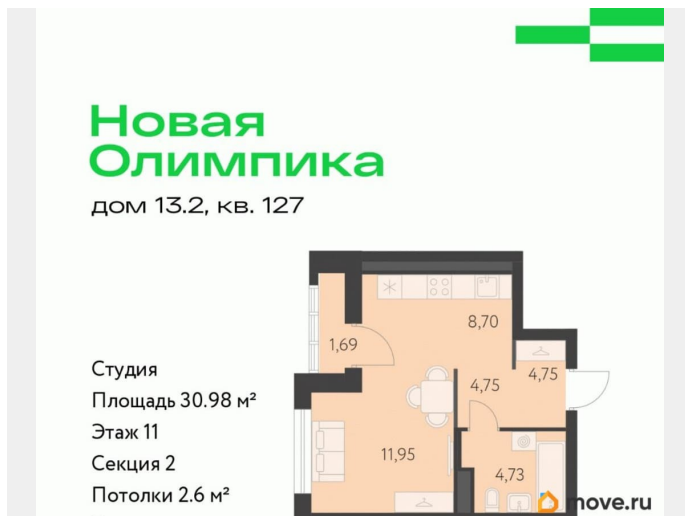 Новая
Олимпика
дом 13.2, кв. 127
8,70
1,69
Студия
4,75
4,75
Площадь 30.98 м²
Этаж 11
11,95
Секция 2
4,73
Потолки 2.6 м²
move.ru